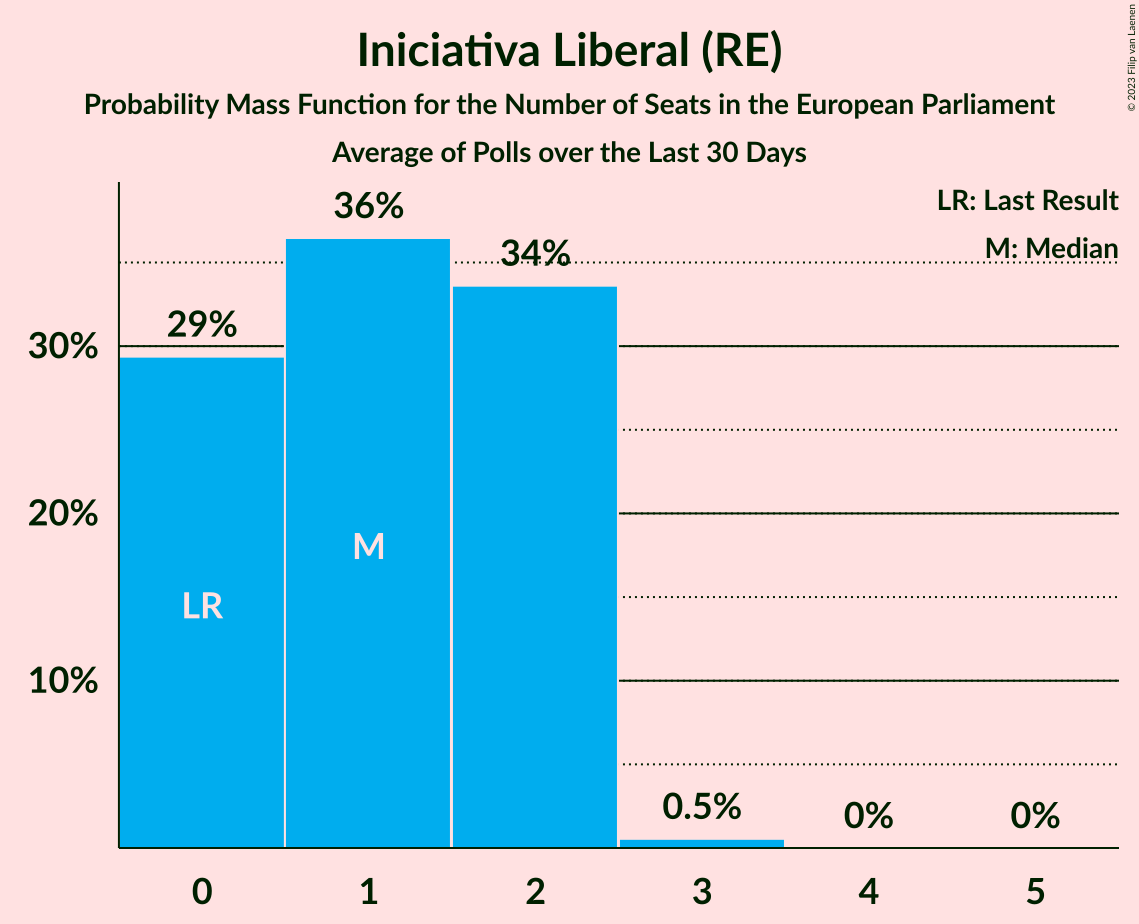 Iniciativa Liberal (RE)
Probability Mass Function for the Number of Seats in the European Parliament
Average of Polls over the Last 30 Days
© 2023 Filip van Laenen
LR: Last Result
M: Median
36%
34%
29%
30%
20%
10%
M
LR
0.5%
0%
0%
0
1
2
3
4
5